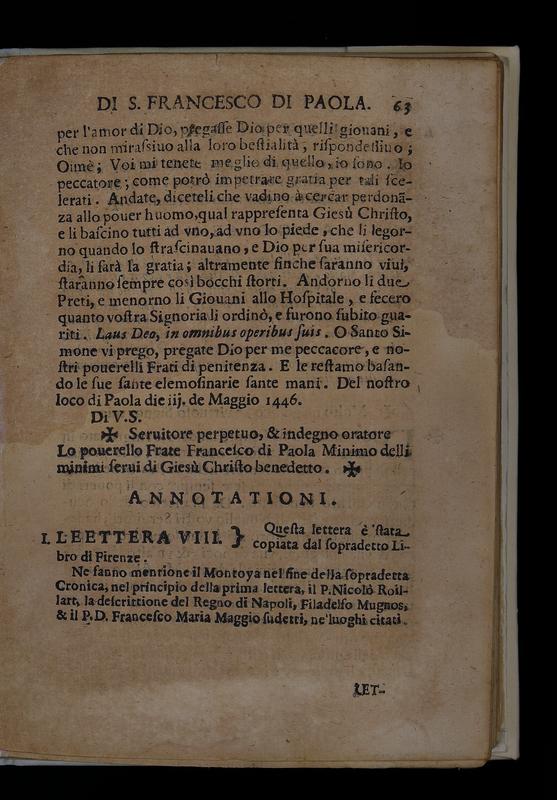 DI S. FRANCESCO DI PAOLA. 63
per l'amor di Dio, pregasse Dio per quelli giouani, e
che non mirassiuo alla loro bestialità; rispondessiuo;
Oimè; Voi mi tenete meglio di quello, io sono. Io
peccatore; come potrò impetrare gratia per tali sce-
lerati. Andate, diceteli che vadino à cercar perdonã-
za allo pouer huomo, qual rappresenta Giesù Christo,
e li bascino tutti ad vno, ad vno lo piede, che li legor-
no quando lo strascinauano, e Dio per sua misericor-
dia, li farà la gratia; altramente finche saranno viui,
staranno sempre così bocchi storti. Andorno li due
Preti, e menorno li Giouani allo Hospitale, e fecero
quanto vostra Signoria li ordinò, e furono subito gua-
riti. Laus Deo, in omnibus operibus suis. O Santo Si-
mone vi prego, pregate Dio per me peccacore, e no-
stri pouerelli Frati di penitenza. E le restamo basan-
do le sue sante elemosinarie sante mani. Del nostro
loco di Paola die iij. de Maggio 1446.
Di V.S.
✠ Seruitore perpetuo, & indegno oratore
Lo pouerello Frate Francesco di Paola Minimo delli
minimi serui di Giesù Christo benedetto. ✠
ANNOTATIONI.
I. LEETTERA VIII. } Questa lettera è stata
copiata dal sopradetto Li-
bro di Firenze.
Ne fanno mentione il Montoya nel fine della sopradetta
Cronica, nel principio della prima lettera, il P. Nicolò Roil-
lart, la descrittione del Regno di Napoli, Filadelfo Mugnos,
& il P.D. Francesco Maria Maggio sudetti, ne'luoghi citati.
LET-